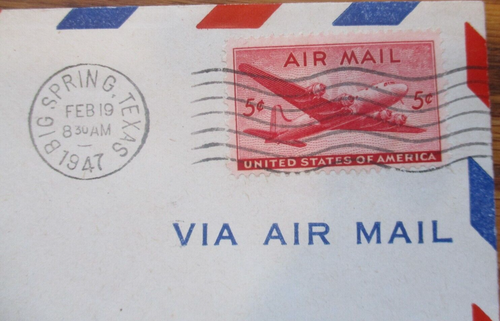 BIG SPRING, TEXAS
FEB 19
8 30 AM
1947
AIR MAIL
5¢ 5¢
UNITED STATES OF AMERICA
VIA AIR MAIL